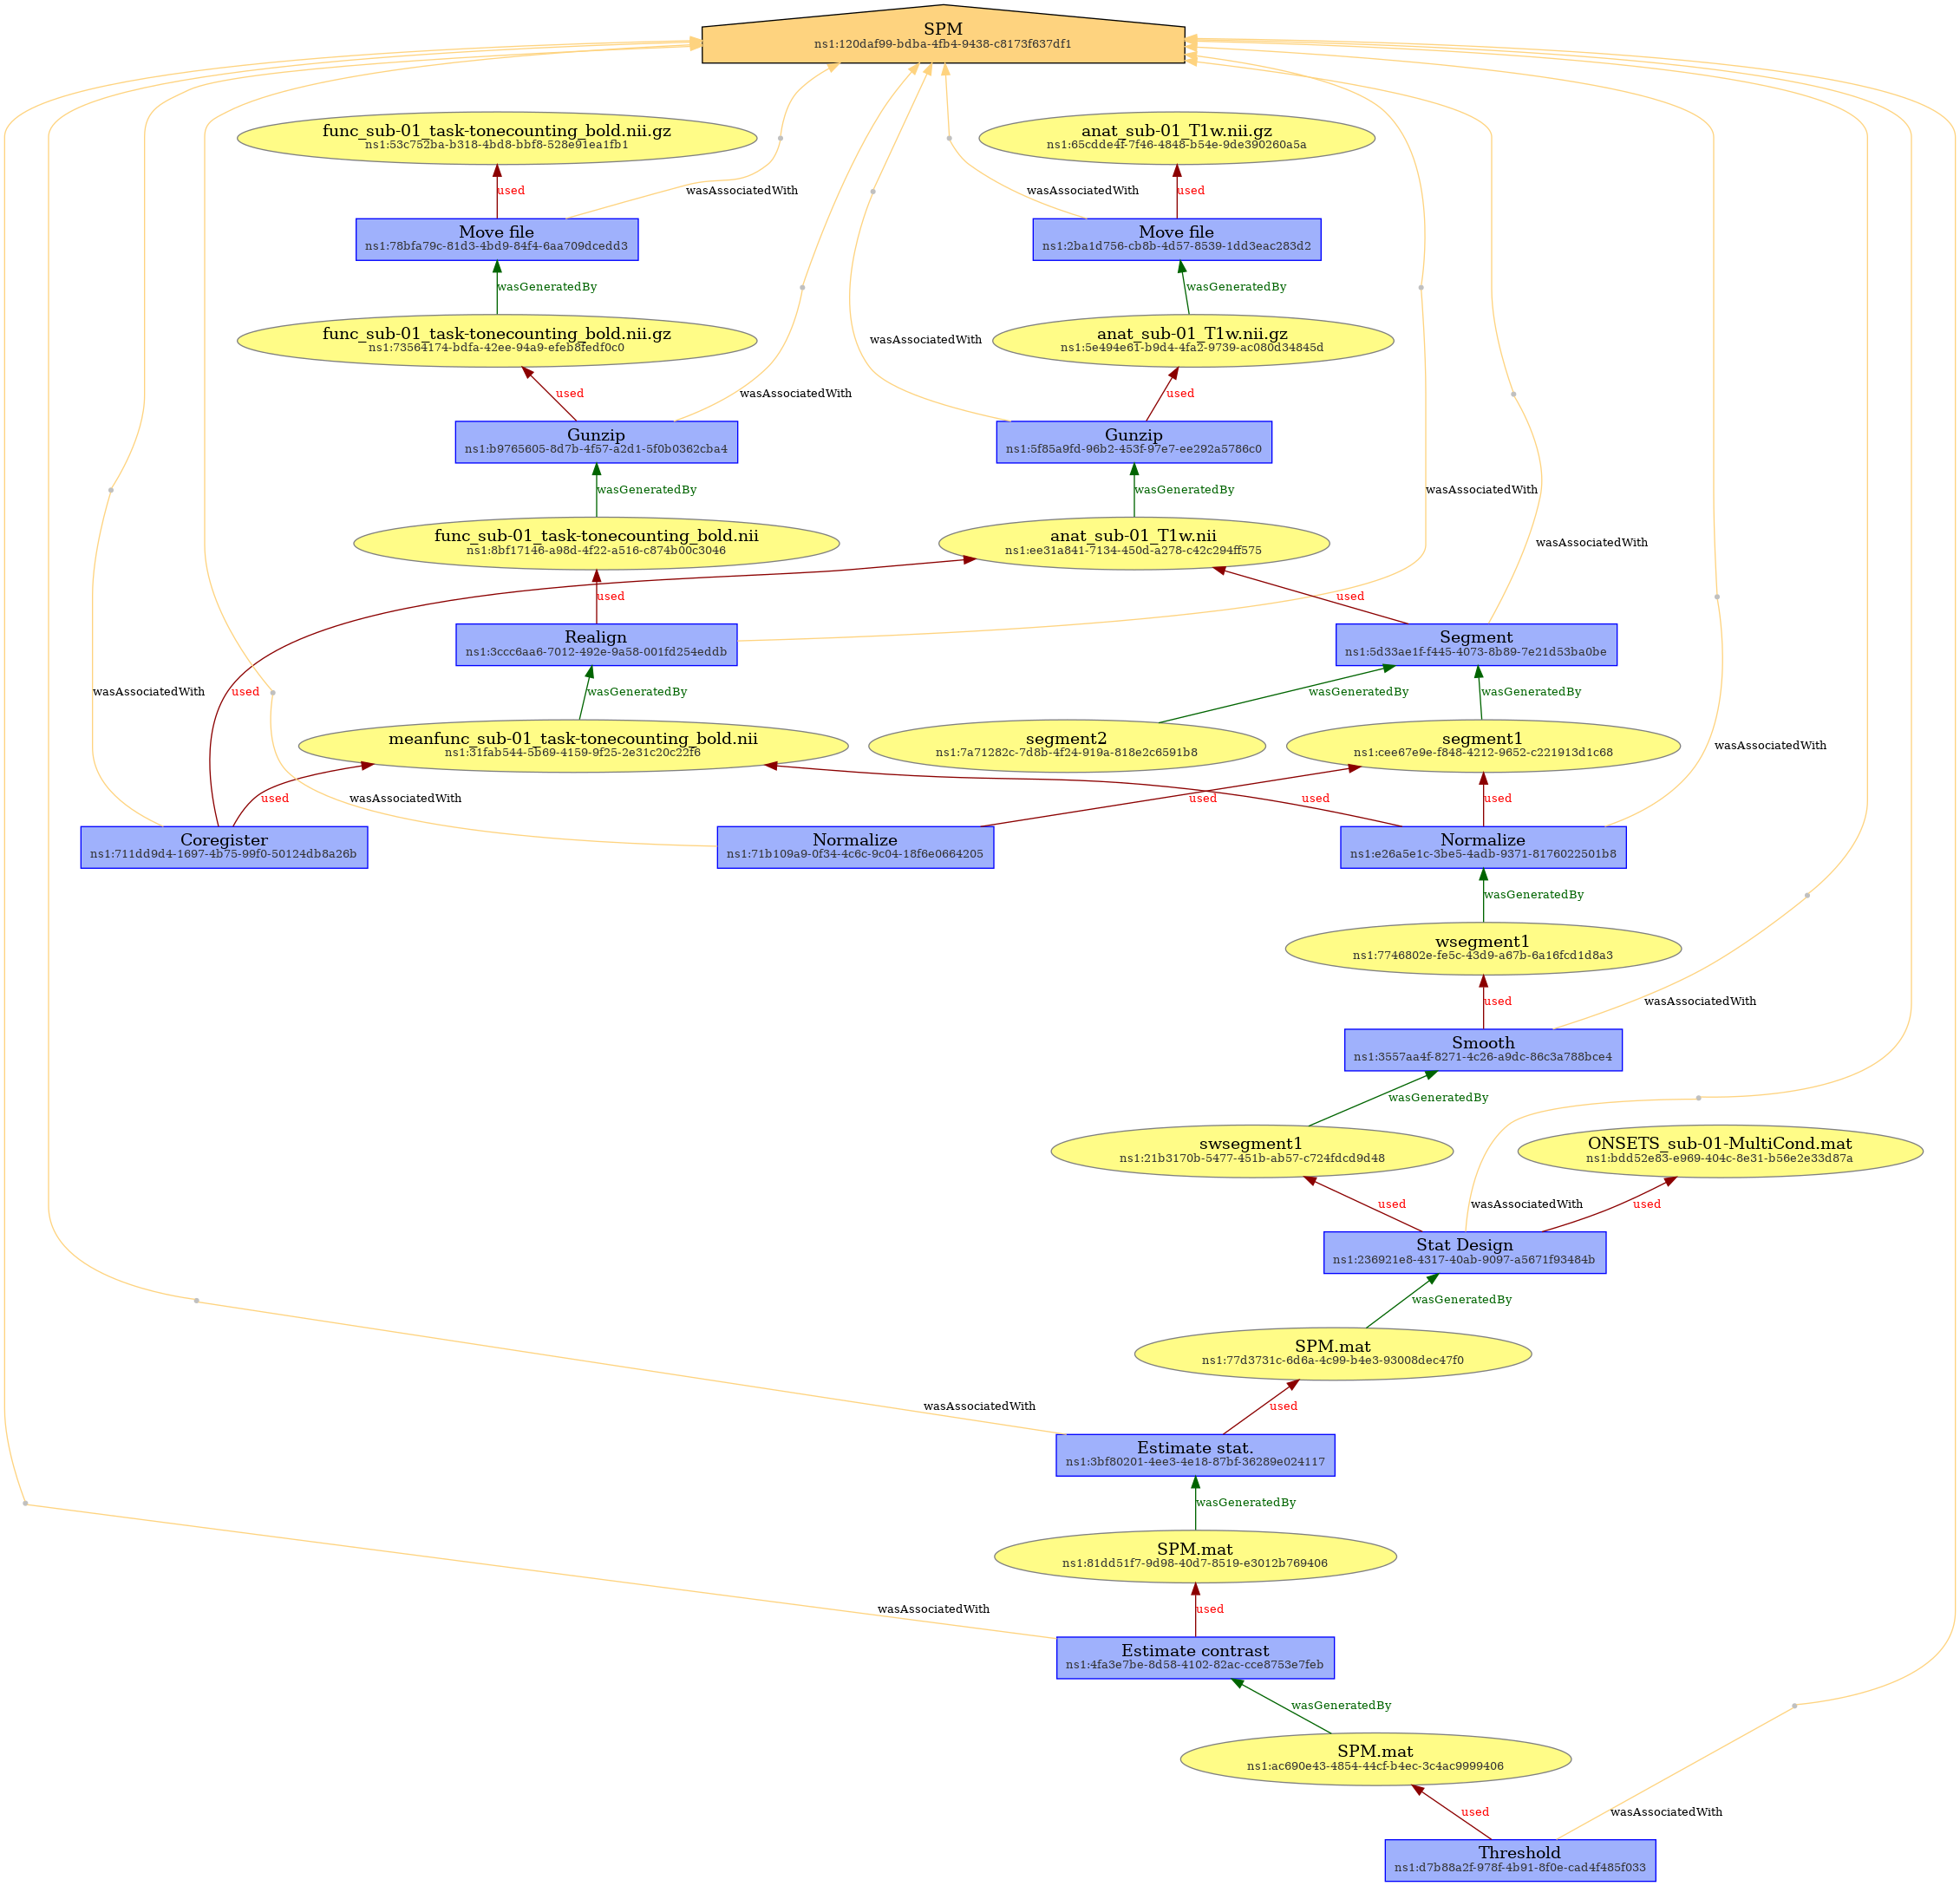 SPM
ns1:120daf99-bdba-4fb4-9438-c8173f637df1
func_sub-01_task-tonecounting_bold.nii.gz
ns1:53c752ba-b318-4bd8-bbf8-528e91ea1fb1
anat_sub-01_T1w.nii.gz
ns1:65cdde4f-7f46-4848-b54e-9de390260a5a
used
wasAssociatedWith
wasAssociatedWith
used
Move file
ns1:78bfa79c-81d3-4bd9-84f4-6aa709dcedd3
Move file
ns1:2ba1d756-cb8b-4d57-8539-1dd3eac283d2
wasGeneratedBy
wasGeneratedBy
func_sub-01_task-tonecounting_bold.nii.gz
ns1:73564174-bdfa-42ee-94a9-efeb8fedf0c0
wasAssociatedWith
anat_sub-01_T1w.nii.gz
ns1:5e494e61-b9d4-4fa2-9739-ac080d34845d
used
wasAssociatedWith
used
Gunzip
ns1:b9765605-8d7b-4f57-a2d1-5f0b0362cba4
Gunzip
ns1:5f85a9fd-96b2-453f-97e7-ee292a5786c0
wasGeneratedBy
wasGeneratedBy
wasAssociatedWith
func_sub-01_task-tonecounting_bold.nii
ns1:8bf17146-a98d-4f22-a516-c874b00c3046
anat_sub-01_T1w.nii
ns1:ee31a841-7134-450d-a278-c42c294ff575
wasAssociatedWith
used
used
Realign
ns1:3ccc6aa6-7012-492e-9a58-001fd254eddb
Segment
ns1:5d33ae1f-f445-4073-8b89-7e21d53ba0be
wasAssociatedWith
used
wasGeneratedBy
wasGeneratedBy
wasGeneratedBy
meanfunc_sub-01_task-tonecounting_bold.nii
ns1:31fab544-5b69-4159-9f25-2e31c20c22f6
segment2
ns1:7a71282c-7d8b-4f24-919a-818e2c6591b8
segment1
ns1:cee67e9e-f848-4212-9652-c221913d1c68
wasAssociatedWith
used
wasAssociatedWith
used
used
used
Coregister
ns1:711dd9d4-1697-4b75-99f0-50124db8a26b
Normalize
ns1:71b109a9-0f34-4c6c-9c04-18f6e0664205
Normalize
ns1:e26a5e1c-3be5-4adb-9371-8176022501b8
wasGeneratedBy
wsegment1
ns1:7746802e-fe5c-43d9-a67b-6a16fcd1d8a3
used
wasAssociatedWith
Smooth
ns1:3557aa4f-8271-4c26-a9dc-86c3a788bce4
wasGeneratedBy
swsegment1
ns1:21b3170b-5477-451b-ab57-c724fdcd9d48
ONSETS_sub-01-MultiCond.mat
ns1:bdd52e83-e969-404c-8e31-b56e2e33d87a
used
wasAssociatedWith
used
Stat Design
ns1:236921e8-4317-40ab-9097-a5671f93484b
wasGeneratedBy
SPM.mat
ns1:77d3731c-6d6a-4c99-b4e3-93008dec47f0
wasAssociatedWith
used
Estimate stat.
ns1:3bf80201-4ee3-4e18-87bf-36289e024117
wasGeneratedBy
SPM.mat
ns1:81dd51f7-9d98-40d7-8519-e3012b769406
wasAssociatedWith
used
Estimate contrast
ns1:4fa3e7be-8d58-4102-82ac-cce8753e7feb
wasGeneratedBy
SPM.mat
ns1:ac690e43-4854-44cf-b4ec-3c4ac9999406
used
wasAssociatedWith
Threshold
ns1:d7b88a2f-978f-4b91-8f0e-cad4f485f033